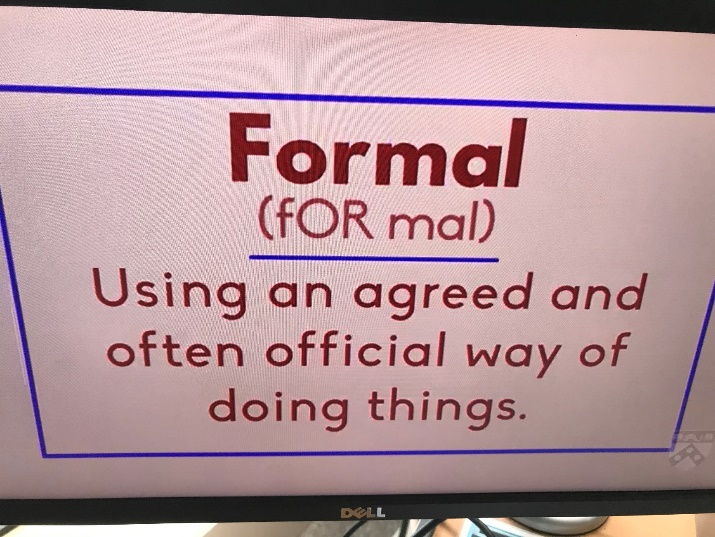 Formal
(fOR mal)
Using an agreed and
often official way of
doing things.
DELL